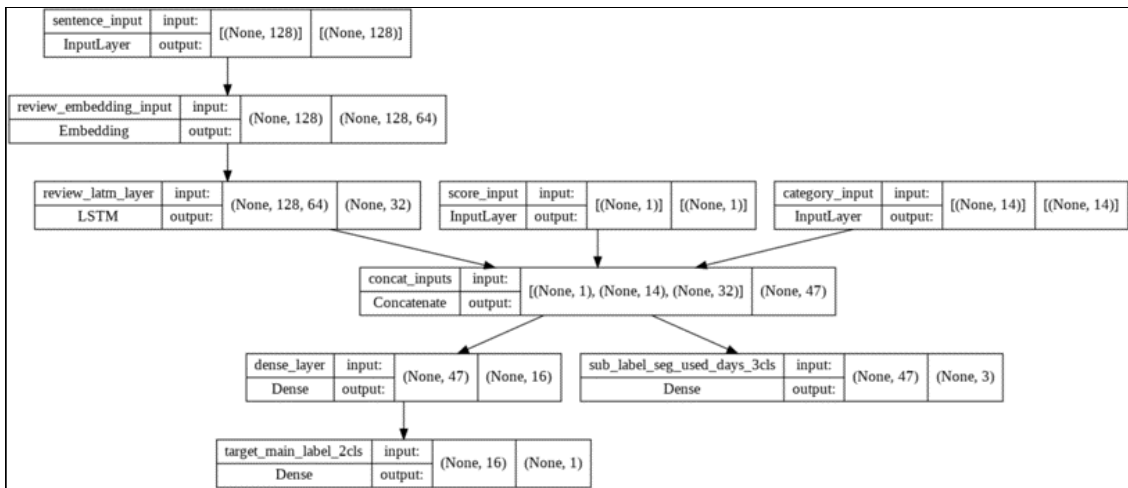 sentence_input input: [(None, 128)] [(None, 128)]
InputLayer output:
review_embedding_input input: (None, 128) (None, 128, 64)
Embedding output:
review_latm_layer input: (None, 128, 64) (None, 32)
LSTM output:
score_input input: [(None, 1)] [(None, 1)]
InputLayer output:
category_input input: [(None, 14)] [(None, 14)]
InputLayer output:
concat_inputs input: [(None, 1), (None, 14), (None, 32)] (None, 47)
Concatenate output:
dense_layer input: (None, 47) (None, 16)
Dense output:
sub_label_seg_used_days_3cls input: (None, 47) (None, 3)
Dense output:
target_main_label_2cls input: (None, 16) (None, 1)
Dense output: